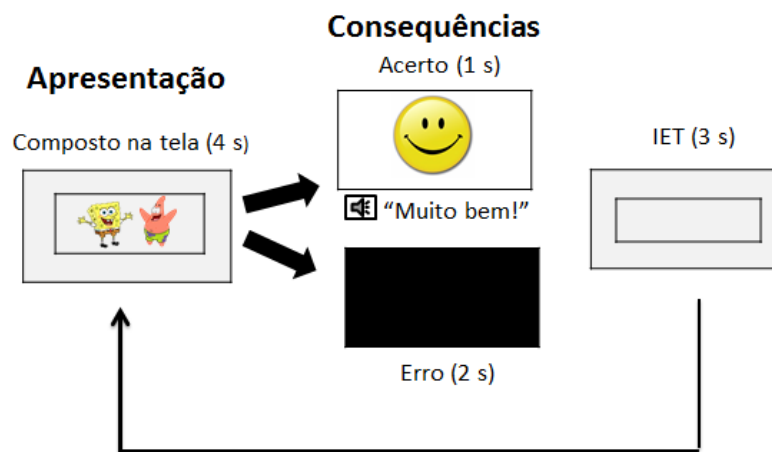 Consequências
Apresentação
Acerto (1 s)
Composto na tela (4 s)
IET (3 s)
“Muito bem!”
Erro (2 s)